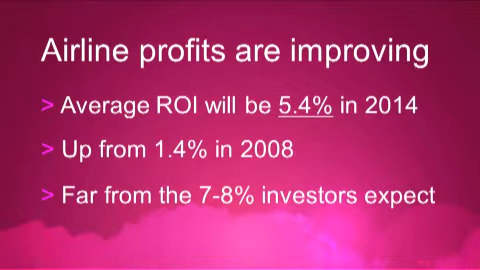 Airline profits are improving
> Average ROI will be 5.4% in 2014
> Up from 1.4% in 2008
> Far from the 7-8% investors expect